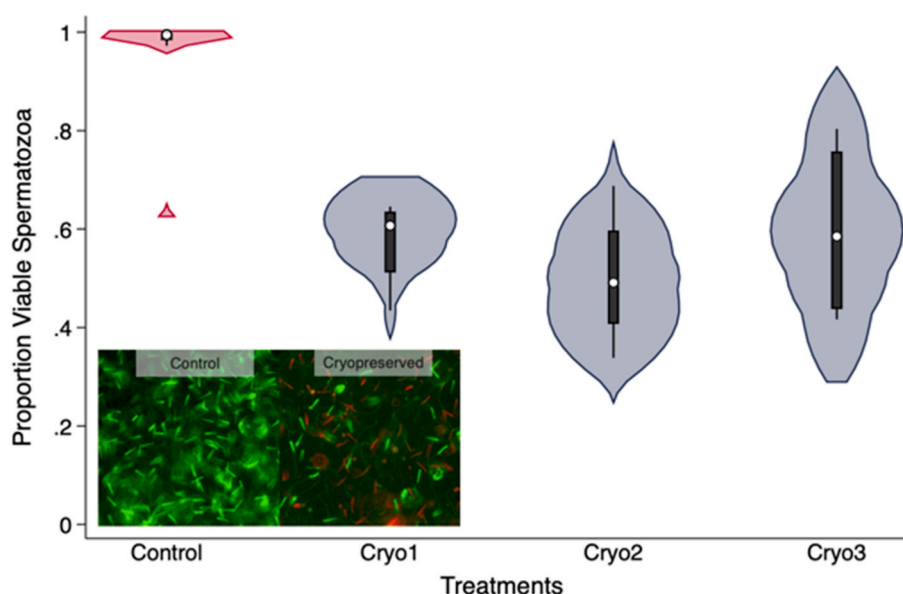 Proportion Viable Spermatozoa
1
.8
.6
.4
.2
0
Control
Cryopreserved
Control
Cryo1
Cryo2
Cryo3
Treatments